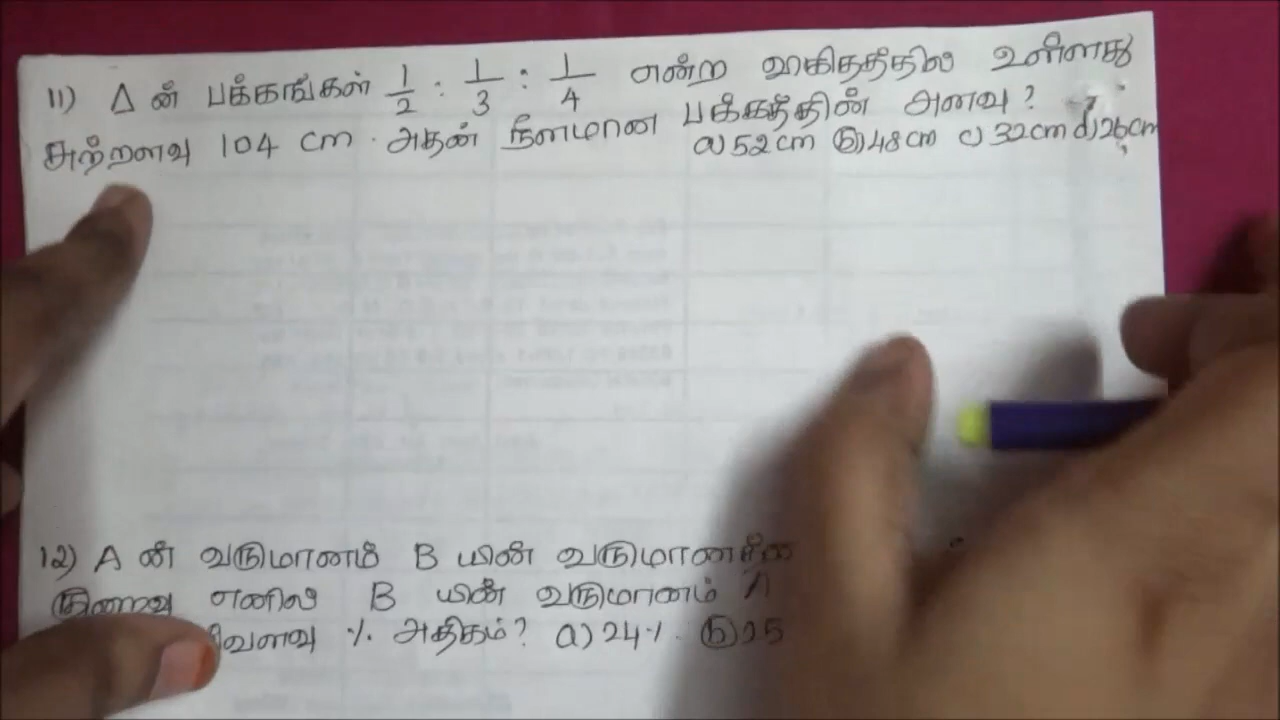 11) Δ ன் பக்கங்கள் 1/2 : 1/3 : 1/4 என்ற விகிதத்தில் உள்ளது
சுற்றளவு 104 cm. அதன் நீளமான பக்கத்தின் அளவு?
a) 52 cm b) 48 cm c) 32 cm d) 26 cm
12) A ன் வருமானம் B யின் வருமானத்தை
குறைவு எனில் B யின் வருமானம் A
வளவு %. அதிகம்? a) 24%. b) 25